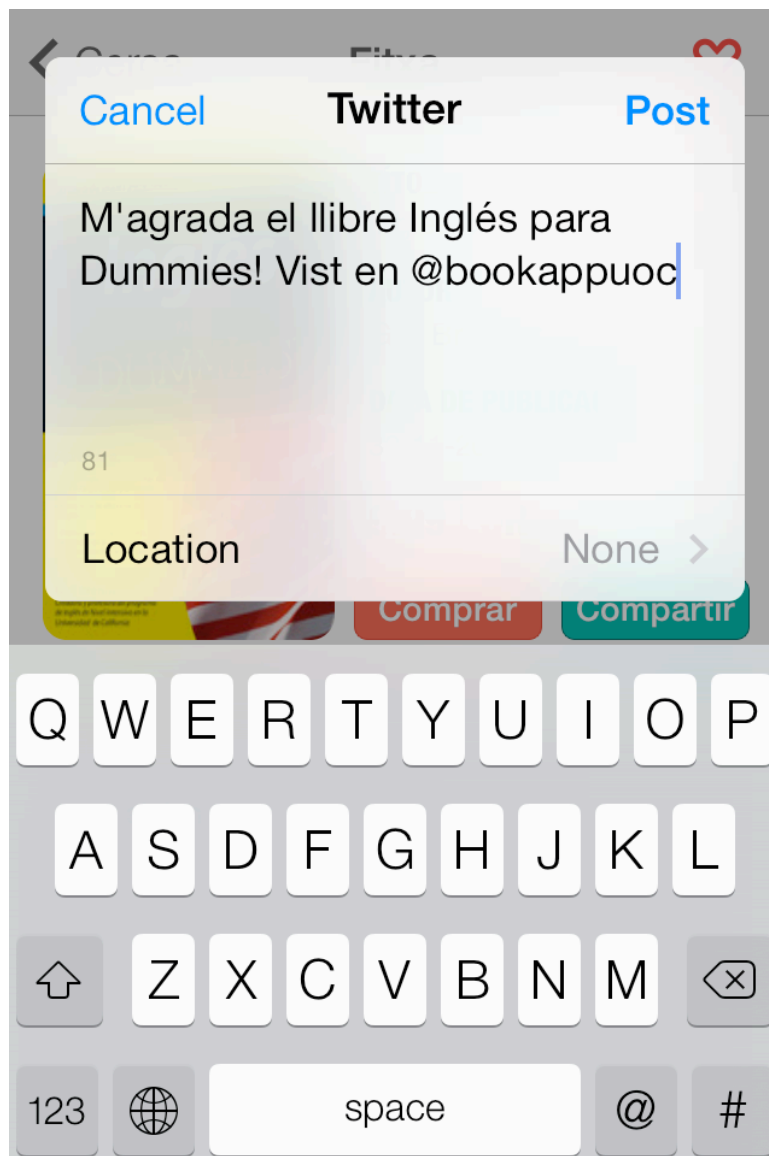 Cancel Twitter Post
M'agrada el llibre Inglés para
Dummies! Vist en @bookappuoc
81
Location None
Comprar Compartir
Q W E R T Y U I O P
A S D F G H J K L
Z X C V B N M
123 space @ #